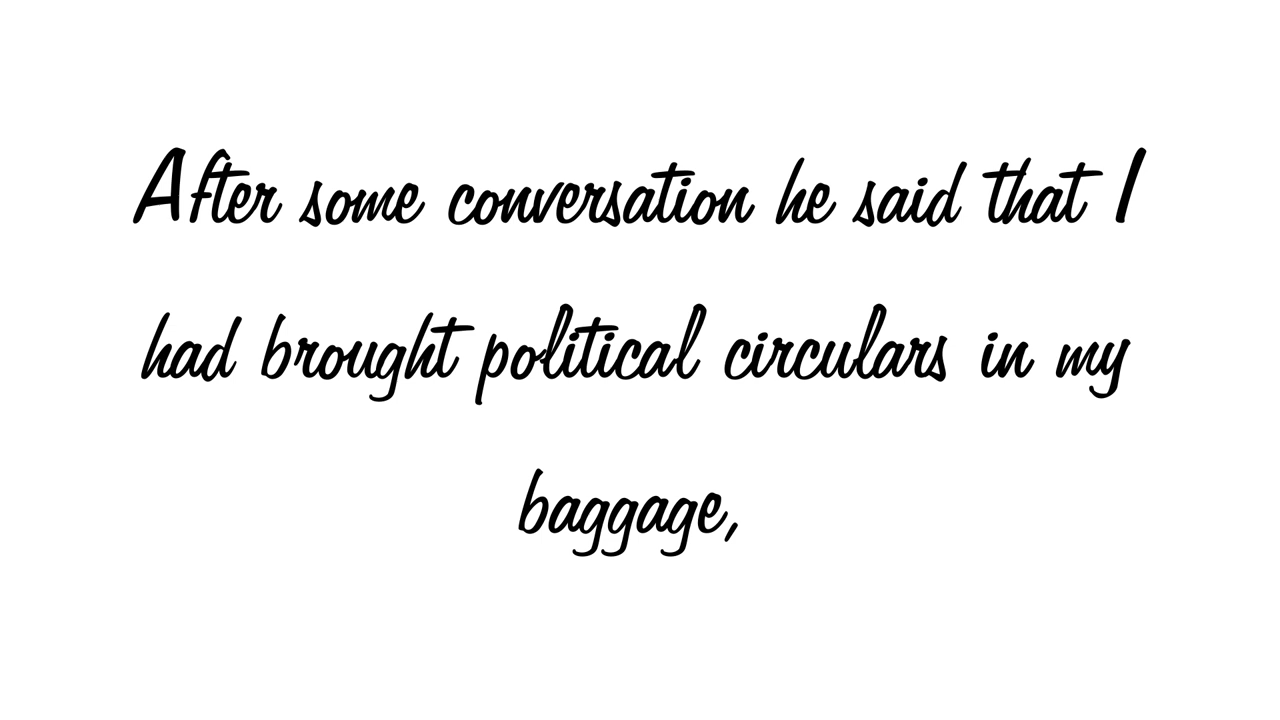 After some conversation he said that I
had brought political circulars in my
baggage,